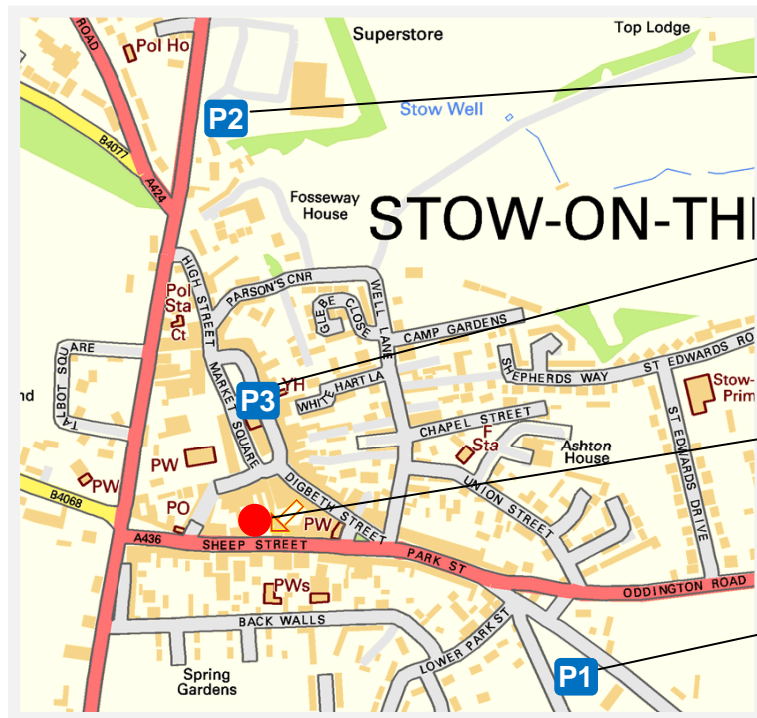 ROAD
Superstore
Top Lodge
Pol Ho
P2
Stow Well
B4077
A424
Fosseway
House
STOW-ON-TH
HIGH STREET
Pol
Sta
Ct
PARSON'S CNR
GLEBE CLOSE
WELL LANE
CAMP GARDENS
TALBOT SQUARE
MARKET SQUARE
YH
P3
WHITE HART LA
SHEPHERDS WAY
ST EDWARDS RO
Stow-
Prim
nd
CHAPEL STREET
F
Sta
Ashton
House
ST EDWARDS DRIVE
PW
PW
B4068
PO
DIGBETH STREET
UNION STREET
PW
A436
SHEEP STREET
PARK ST
ODDINGTON ROAD
PWs
BACK WALLS
LOWER PARK ST
Spring
Gardens
P1